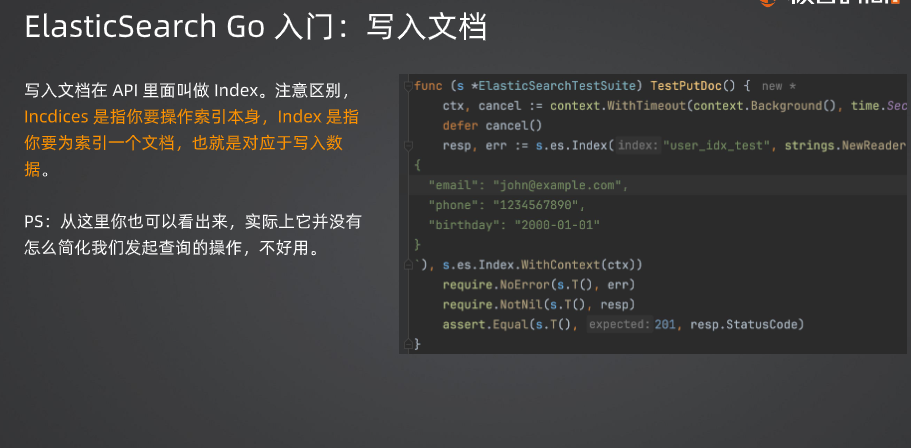 ElasticSearch Go 入门：写入文档
写入文档在 API 里面叫做 Index。注意区别，
Incdices 是指你要操作索引本身，Index 是指
你要为索引一个文档，也就是对应于写入数
据。
PS：从这里你也可以看出来，实际上它并没有
怎么简化我们发起查询的操作，不好用。
func (s *ElasticSearchTestSuite) TestPutDoc() { new *
ctx, cancel := context.WithTimeout(context.Background(), time.Sec
defer cancel()
resp, err := s.es.Index( index: "user_idx_test", strings.NewReader
{
"email": "john@example.com",
"phone": "1234567890",
"birthday": "2000-01-01"
}
`), s.es.Index.WithContext(ctx))
require.NoError(s.T(), err)
require.NotNil(s.T(), resp)
assert.Equal(s.T(), expected: 201, resp.StatusCode)
}